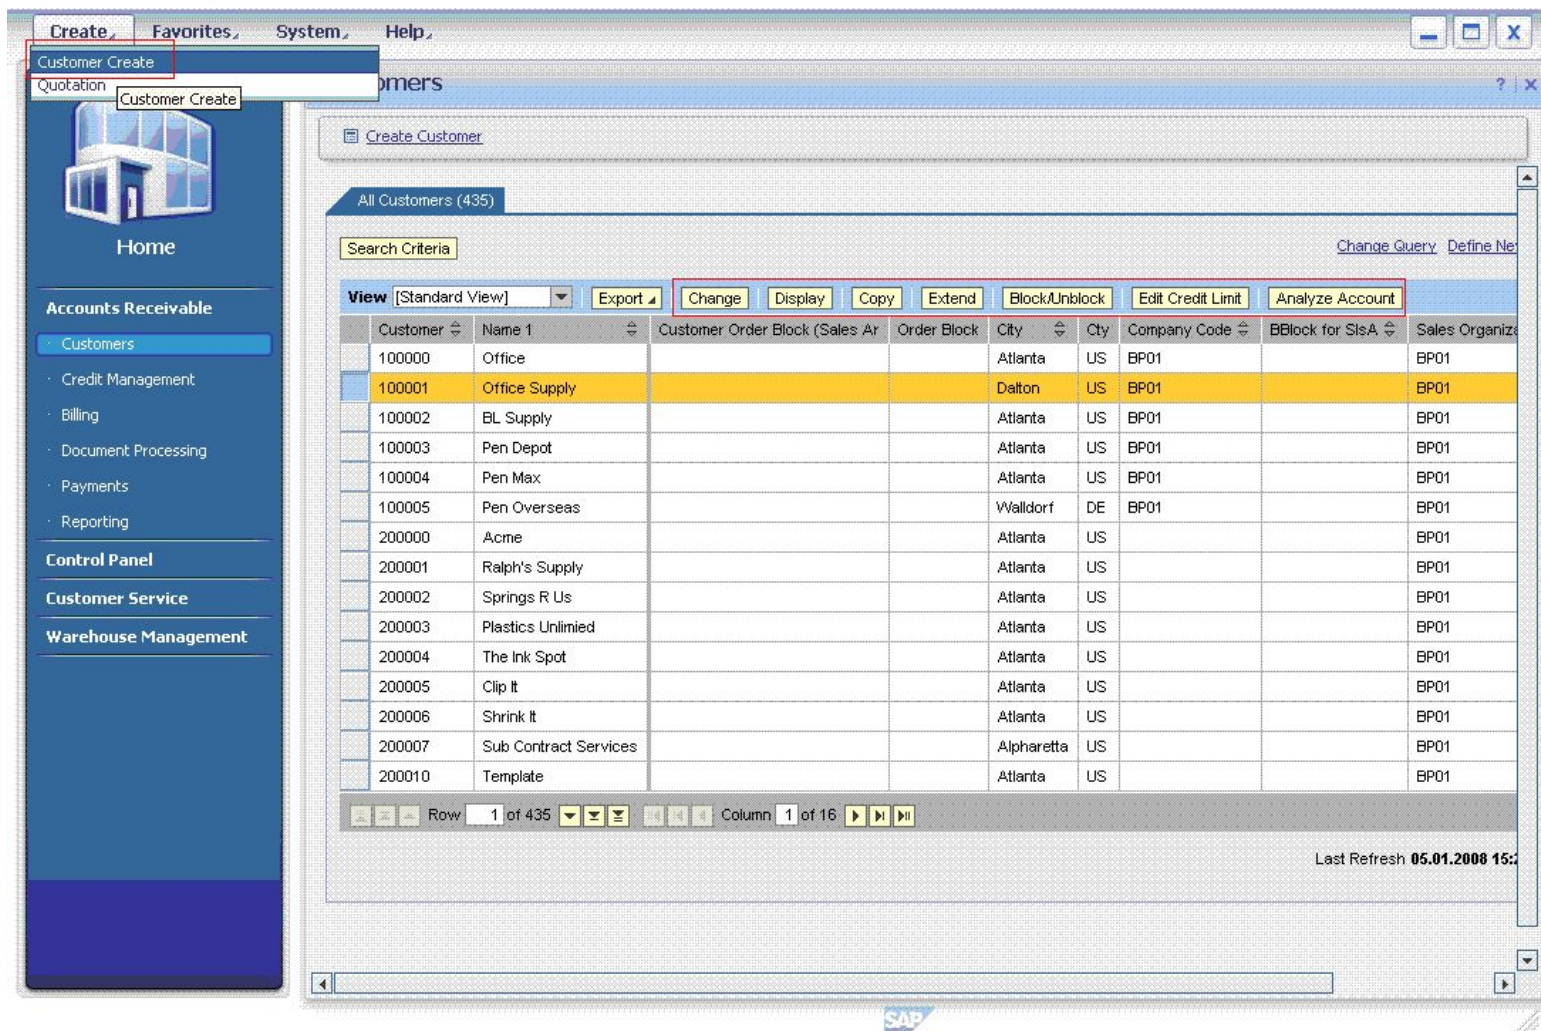 Create Favorites System Help
Customer Create
Quotation
Customer Create
omers
? x
Create Customer
Home
All Customers (435)
Search Criteria Change Query Define Ne
Accounts Receivable
Customers
Credit Management
Billing
Document Processing
Payments
Reporting
Control Panel
Customer Service
Warehouse Management
View [Standard View] Export Change Display Copy Extend Block/Unblock Edit Credit Limit Analyze Account
Customer Name 1 Customer Order Block (Sales Ar Order Block City Cty Company Code BBlock for SlsA Sales Organiza
100000 Office Atlanta US BP01 BP01
100001 Office Supply Dalton US BP01 BP01
100002 BL Supply Atlanta US BP01 BP01
100003 Pen Depot Atlanta US BP01 BP01
100004 Pen Max Atlanta US BP01 BP01
100005 Pen Overseas Walldorf DE BP01 BP01
200000 Acme Atlanta US BP01
200001 Ralph's Supply Atlanta US BP01
200002 Springs R Us Atlanta US BP01
200003 Plastics Unlimied Atlanta US BP01
200004 The Ink Spot Atlanta US BP01
200005 Clip It Atlanta US BP01
200006 Shrink It Atlanta US BP01
200007 Sub Contract Services Alpharetta US BP01
200010 Template Atlanta US BP01
Row 1 of 435 Column 1 of 16
Last Refresh 05.01.2008 15:2
SAP